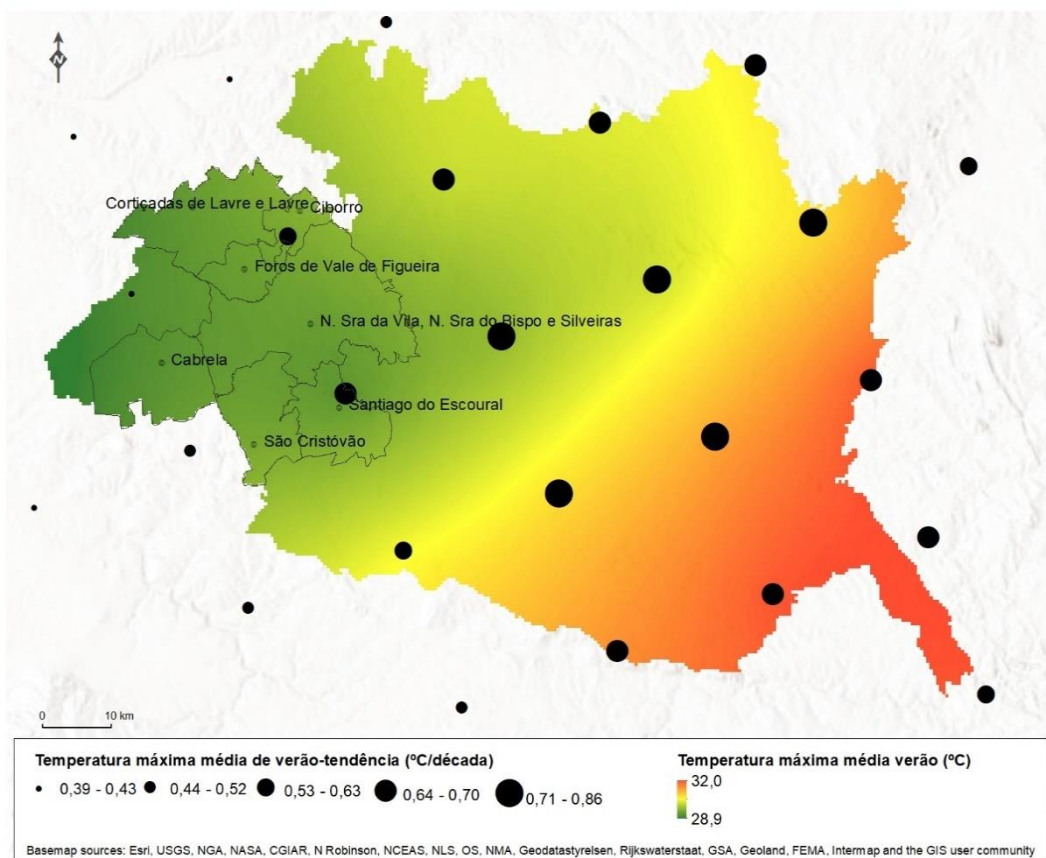 N
Cortiçadas de Lavre e Lavre
Ciborro
Foros de Vale de Figueira
N. Sra da Vila, N. Sra do Bispo e Silveiras
Cabrela
Santiago do Escoural
São Cristóvão
0 10 km
Temperatura máxima média de verão-tendência (ºC/década)
0,39 - 0,43 0,44 - 0,52 0,53 - 0,63 0,64 - 0,70 0,71 - 0,86
Temperatura máxima média verão (ºC)
32,0
28,9
Basemap sources: Esri, USGS, NGA, NASA, CGIAR, N Robinson, NCEAS, NLS, OS, NMA, Geodatastyrelsen, Rijkswaterstaat, GSA, Geoland, FEMA, Intermap and the GIS user community